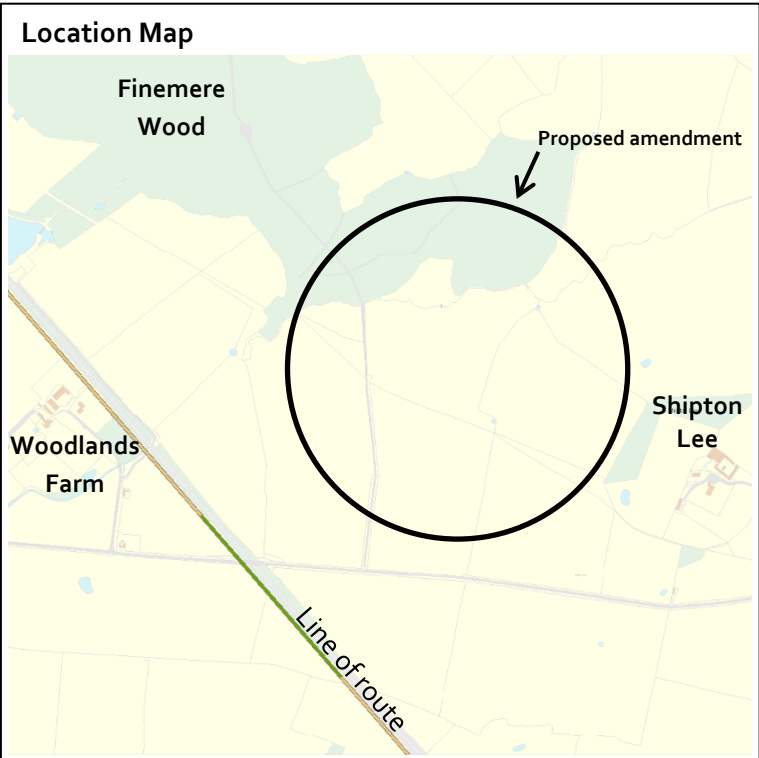 Location Map
Finemere
Wood
Proposed amendment
Shipton
Lee
Woodlands
Farm
Line of route